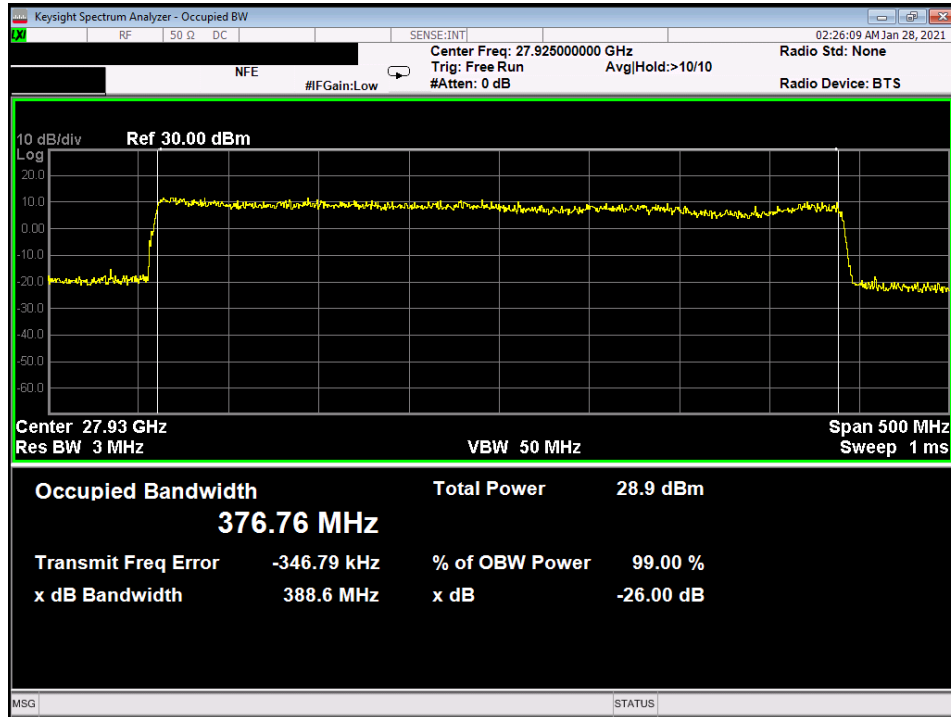 Keysight Spectrum Analyzer - Occupied BW
LXI RF 50 Ω DC SENSE:INT 02:26:09 AM Jan 28, 2021
Center Freq: 27.925000000 GHz Radio Std: None
NFE Trig: Free Run Avg|Hold:>10/10
#IFGain:Low #Atten: 0 dB Radio Device: BTS
10 dB/div Ref 30.00 dBm
Log
20.0
10.0
0.00
-10.0
-20.0
-30.0
-40.0
-50.0
-60.0
Center 27.93 GHz Span 500 MHz
Res BW 3 MHz VBW 50 MHz Sweep 1 ms
Occupied Bandwidth Total Power 28.9 dBm
376.76 MHz
Transmit Freq Error -346.79 kHz % of OBW Power 99.00 %
x dB Bandwidth 388.6 MHz x dB -26.00 dB
MSG STATUS